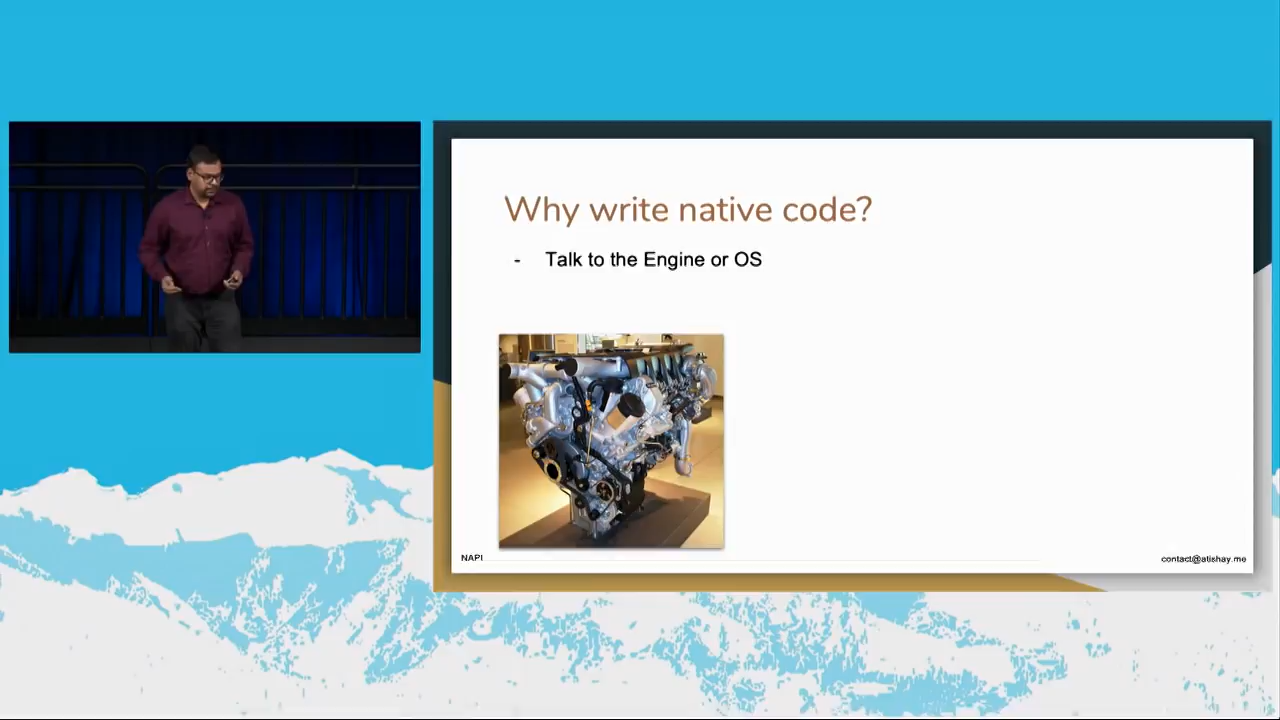 Why write native code?
- Talk to the Engine or OS
NAPI
contact@atishay.me